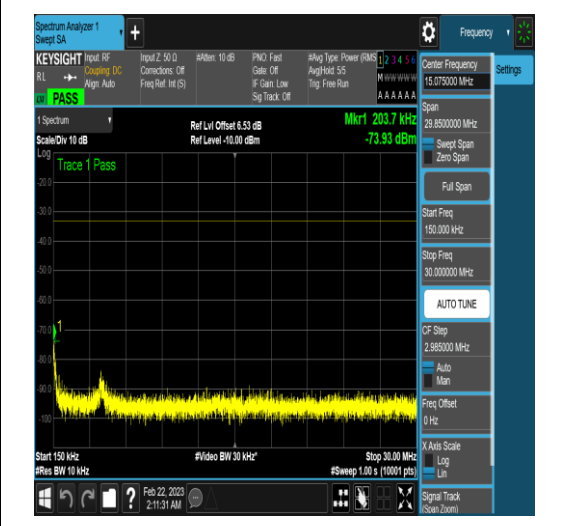 Spectrum Analyzer 1
Swept SA
Frequency
KEYSIGHT
RL
Input: RF
Coupling: DC
Align: Auto
Input Z: 50 Ω
Corrections: Off
Freq Ref: Int (S)
#Atten: 10 dB
PNO: Fast
Gate: Off
IF Gain: Low
Sig Track: Off
#Avg Type: Power (RMS
Avg|Hold: 5/5
Trig: Free Run
1 2 3 4 5 6
M W W W W W
A A A A A A
PASS
1 Spectrum
Scale/Div 10 dB
Ref Lvl Offset 6.53 dB
Ref Level -10.00 dBm
Mkr1 203.7 kHz
-73.93 dBm
Log
Trace 1 Pass
-20.0
-30.0
-40.0
-50.0
-60.0
-70.0
-80.0
-90.0
-100
1
Start 150 kHz
#Res BW 10 kHz
#Video BW 30 kHz*
Stop 30.00 MHz
#Sweep 1.00 s (10001 pts)
Feb 22, 2023
2:11:31 AM
Center Frequency
15.075000 MHz
Settings
Span
29.8500000 MHz
Swept Span
Zero Span
Full Span
Start Freq
150.000 kHz
Stop Freq
30.000000 MHz
AUTO TUNE
CF Step
2.985000 MHz
Auto
Man
Freq Offset
0 Hz
X Axis Scale
Log
Lin
Signal Track
(Span Zoom)